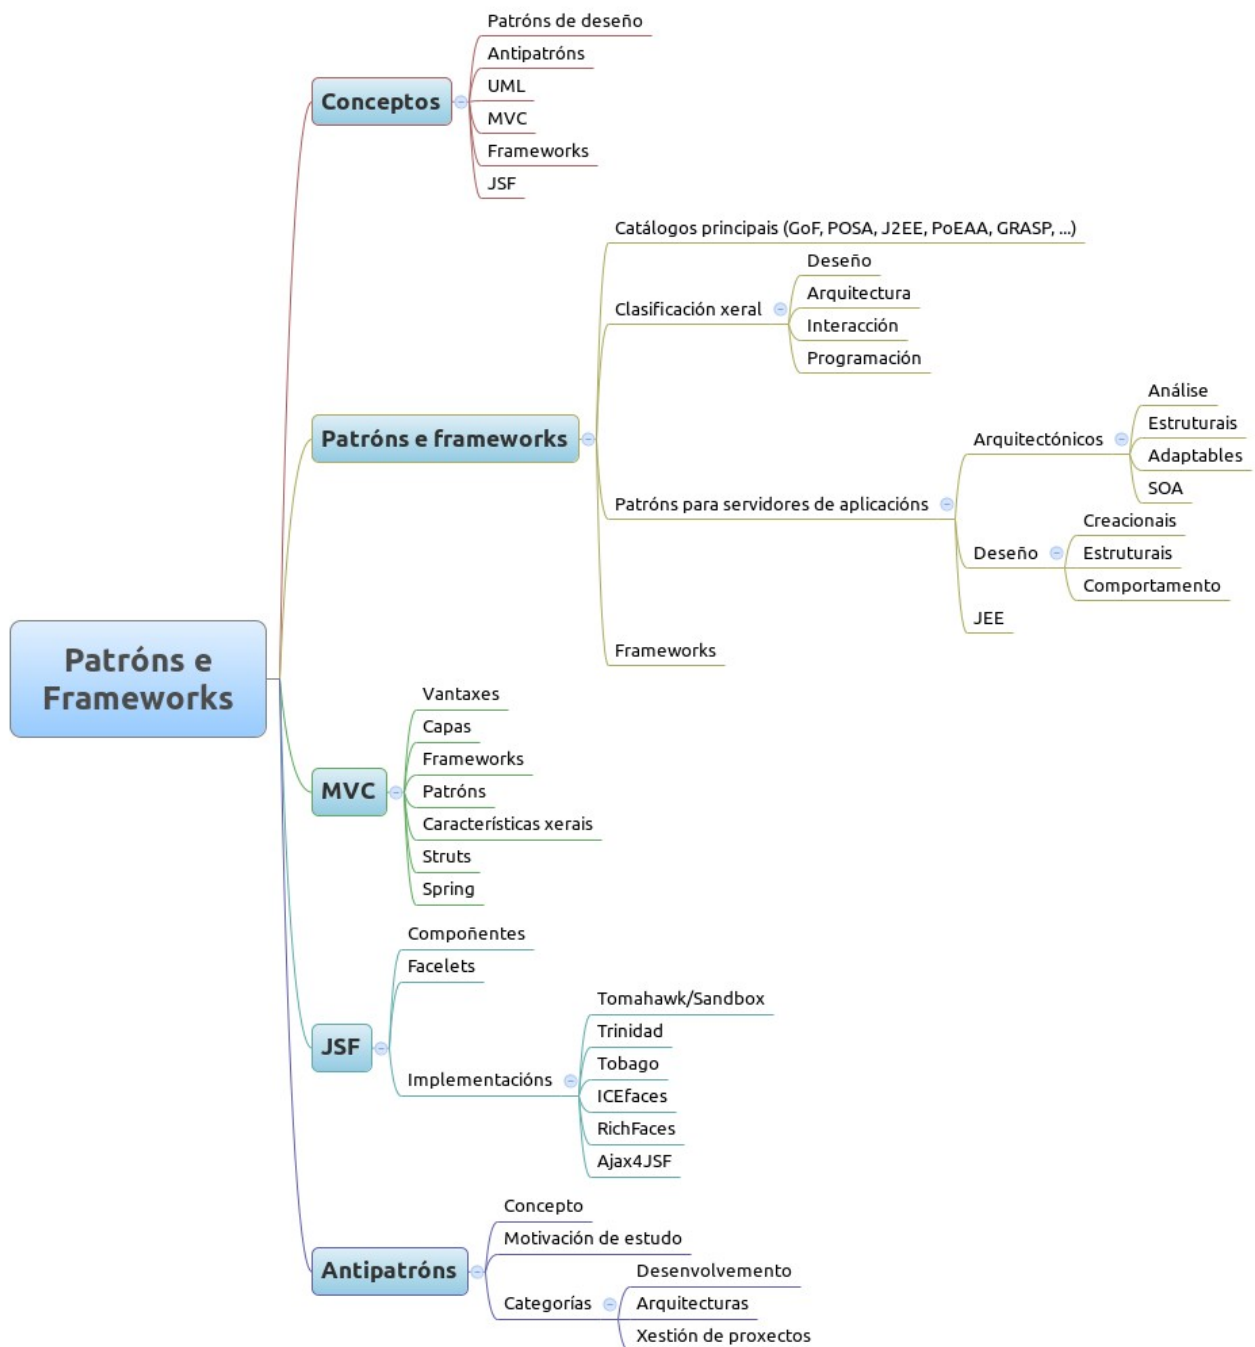 Patróns e
Frameworks
Conceptos
Patróns de deseño
Antipatróns
UML
MVC
Frameworks
JSF
Patróns e frameworks
Catálogos principais (GoF, POSA, J2EE, PoEAA, GRASP, ...)
Clasificación xeral
Deseño
Arquitectura
Interacción
Programación
Patróns para servidores de aplicacións
Arquitectónicos
Análise
Estruturais
Adaptables
SOA
Deseño
Creacionais
Estruturais
Comportamento
JEE
Frameworks
MVC
Vantaxes
Capas
Frameworks
Patróns
Características xerais
Struts
Spring
JSF
Compoñentes
Facelets
Implementacións
Tomahawk/Sandbox
Trinidad
Tobago
ICEfaces
RichFaces
Ajax4JSF
Antipatróns
Concepto
Motivación de estudo
Categorías
Desenvolvemento
Arquitecturas
Xestión de proxectos